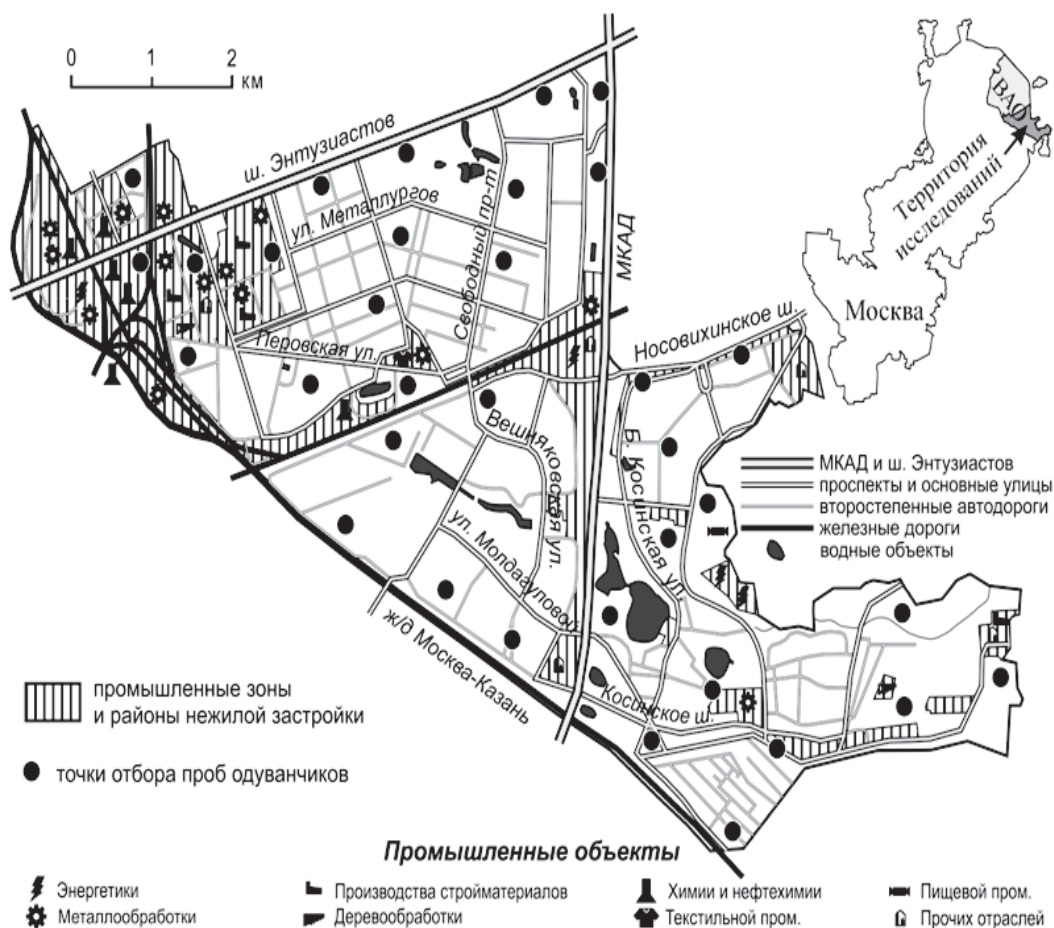 0 1 2
км
ш. Энтузиастов
ул. Металлургов
Свободный пр-т
МКАД
Перовская ул.
Носовихинское ш.
Вешняковская ул.
Б. Косинская ул.
ул. Молдагуловой
ж/д Москва-Казань
Косинское ш.
ВАО
Территория
исследований
Москва
МКАД и ш. Энтузиастов
проспекты и основные улицы
второстепенные автодороги
железные дороги
водные объекты
промышленные зоны
и районы нежилой застройки
точки отбора проб одуванчиков
Промышленные объекты
Энергетики
Металлообработки
Производства стройматериалов
Деревообработки
Химии и нефтехимии
Текстильной пром.
Пищевой пром.
Прочих отраслей